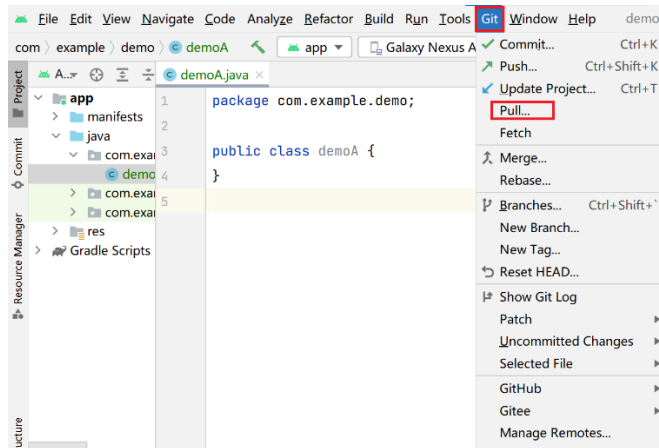 File Edit View Navigate Code Analyze Refactor Build Run Tools Git Window Help demo
com example demo demoA app Galaxy Nexus A
A... demoA.java
Project
Commit
Resource Manager
ucture
app
manifests
java
com.exa
demo
com.exa
com.exa
res
Gradle Scripts
1 package com.example.demo;
2
3 public class demoA {
4 }
5
Commit... Ctrl+K
Push... Ctrl+Shift+K
Update Project... Ctrl+T
Pull...
Fetch
Merge...
Rebase...
Branches... Ctrl+Shift+`
New Branch...
New Tag...
Reset HEAD...
Show Git Log
Patch
Uncommitted Changes
Selected File
GitHub
Gitee
Manage Remotes...